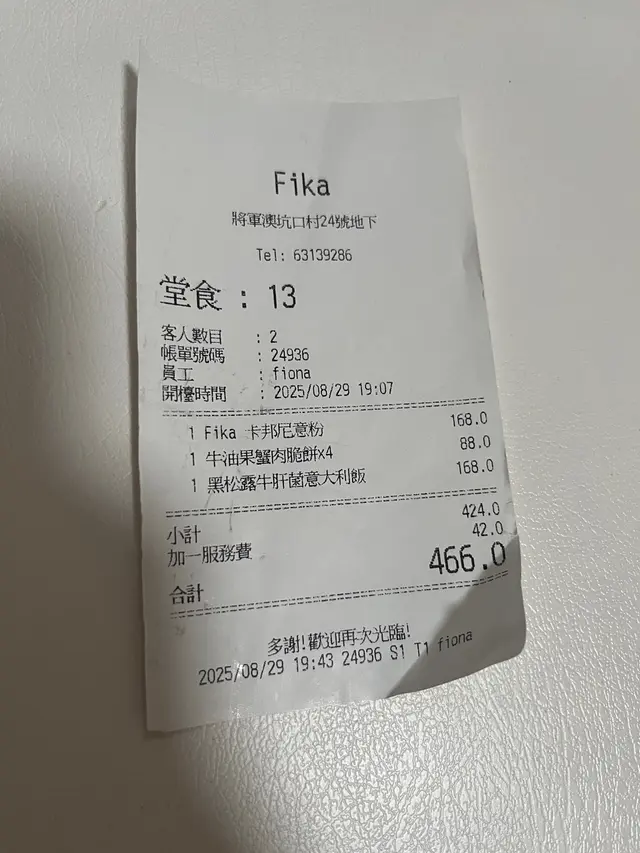 Fika
將軍澳坑口村24號地下
Tel: 63139286
堂食 : 13
客人數目 : 2
帳單號碼 : 24936
員工 : fiona
開檯時間 : 2025/08/29 19:07
1 Fika 卡邦尼意粉 168.0
1 牛油果蟹肉脆餅x4 88.0
1 黑松露牛肝菌意大利飯 168.0
小計 424.0
加一服務費 42.0
合計 466.0
多謝!歡迎再次光臨!
2025/08/29 19:43 24936 S1 T1 fiona